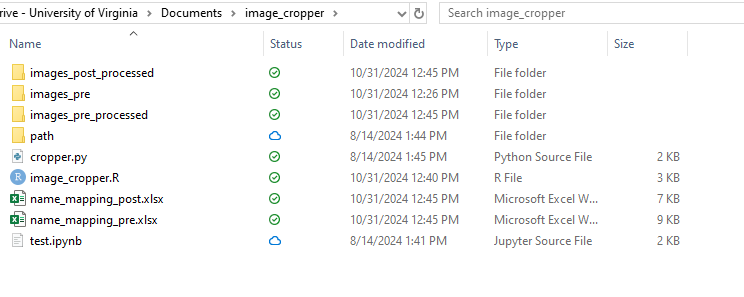 rive - University of Virginia > Documents > image_cropper > Search image_cropper
Name Status Date modified Type Size
images_post_processed 10/31/2024 12:45 PM File folder
images_pre 10/31/2024 12:26 PM File folder
images_pre_processed 10/31/2024 12:45 PM File folder
path 8/14/2024 1:44 PM File folder
cropper.py 8/14/2024 1:45 PM Python Source File 2 KB
image_cropper.R 10/31/2024 12:40 PM R File 3 KB
name_mapping_post.xlsx 10/31/2024 12:45 PM Microsoft Excel W... 7 KB
name_mapping_pre.xlsx 10/31/2024 12:45 PM Microsoft Excel W... 9 KB
test.ipynb 8/14/2024 1:41 PM Jupyter Source File 2 KB